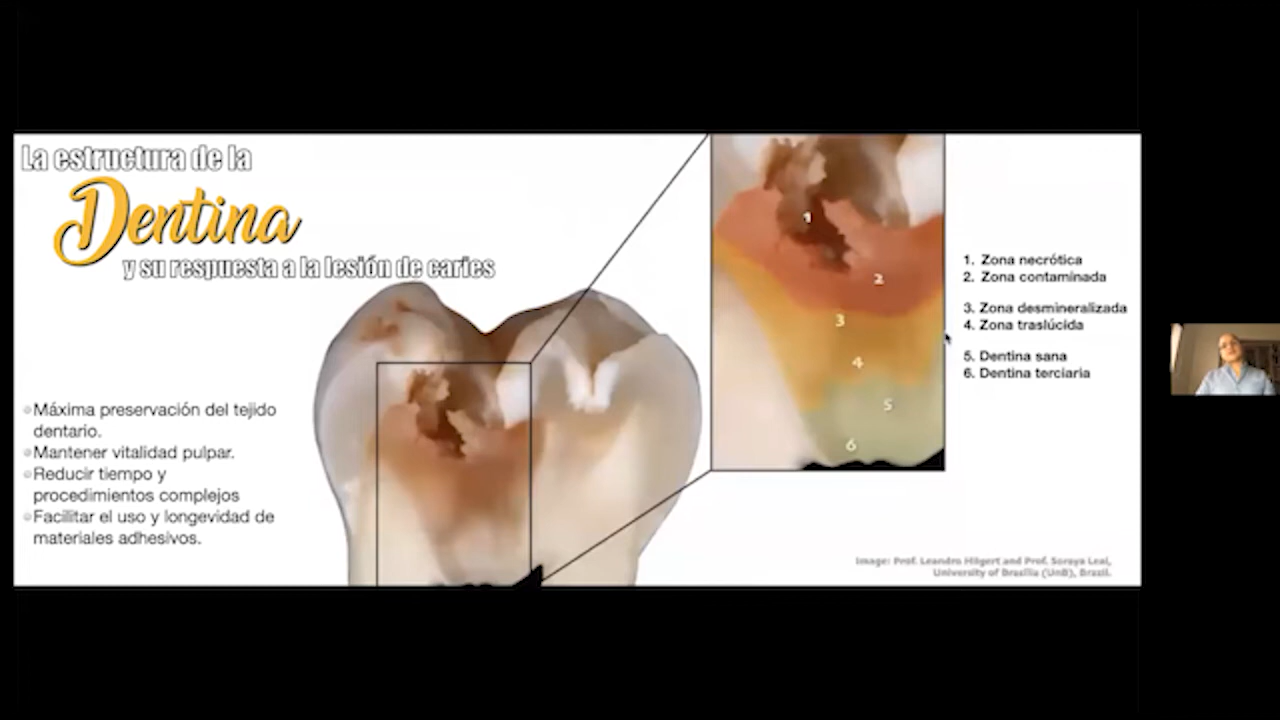 La estructura de la
Dentina
y su respuesta a la lesión de caries
Máxima preservación del tejido
dentario.
Mantener vitalidad pulpar.
Reducir tiempo y
procedimientos complejos
Facilitar el uso y longevidad de
materiales adhesivos.
1
2
3
4
5
6
1. Zona necrótica
2. Zona contaminada
3. Zona desmineralizada
4. Zona traslúcida
5. Dentina sana
6. Dentina terciaria
Image: Prof. Leandro Hilgert and Prof. Soraya Leal,
University of Brasília (UnB), Brazil.